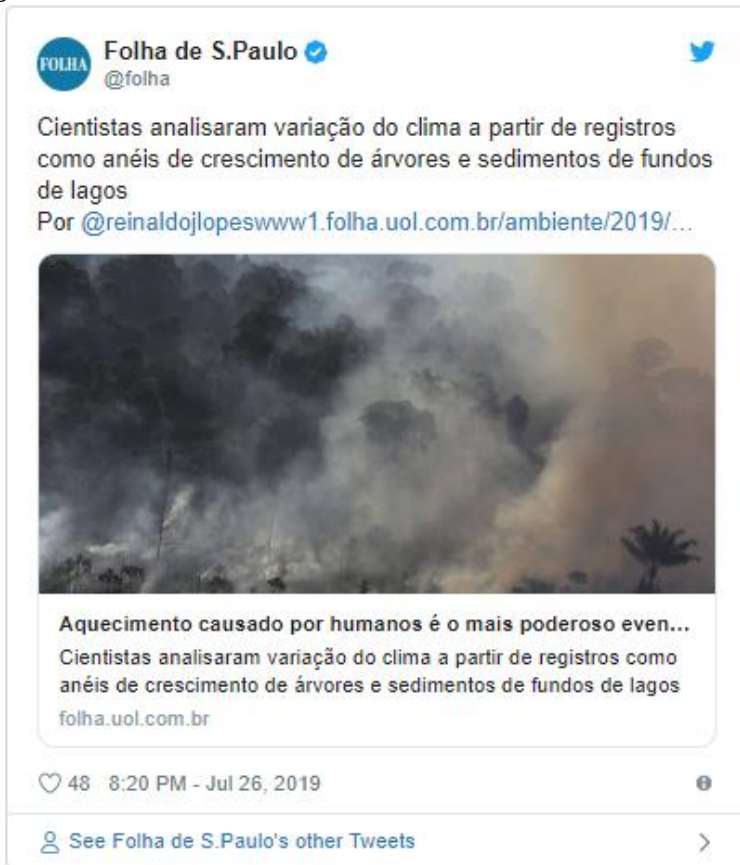 FOLHA
Folha de S.Paulo
@folha
Cientistas analisaram variação do clima a partir de registros
como anéis de crescimento de árvores e sedimentos de fundos
de lagos
Por @reinaldojlopeswww1.folha.uol.com.br/ambiente/2019/...
Aquecimento causado por humanos é o mais poderoso even...
Cientistas analisaram variação do clima a partir de registros como
anéis de crescimento de árvores e sedimentos de fundos de lagos
folha.uol.com.br
48 8:20 PM - Jul 26, 2019
See Folha de S.Paulo's other Tweets